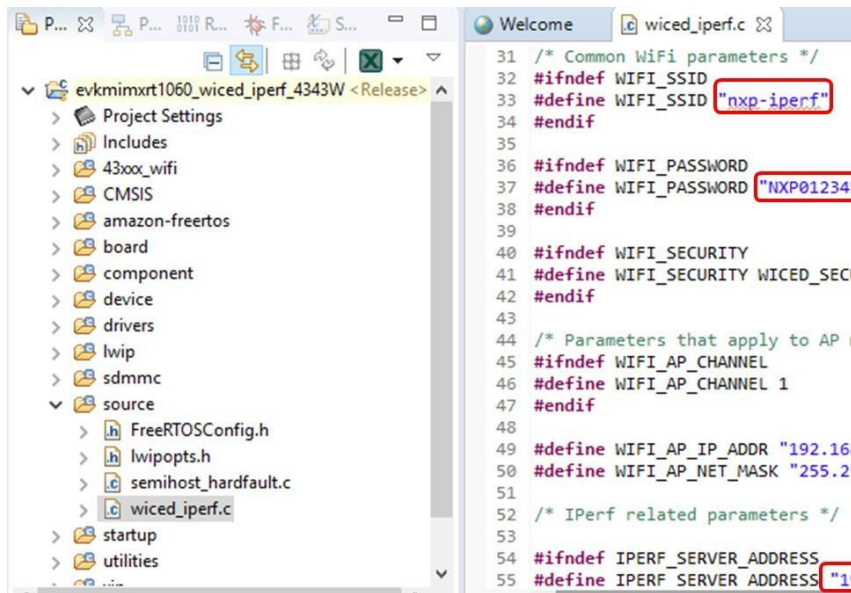 P... P... R... F... S...
evkmimxrt1060_wiced_iperf_4343W <Release>
Project Settings
Includes
43xxx_wifi
CMSIS
amazon-freertos
board
component
device
drivers
lwip
sdmmc
source
FreeRTOSConfig.h
lwipopts.h
semihost_hardfault.c
wiced_iperf.c
startup
utilities
Welcome wiced_iperf.c
31 /* Common WiFi parameters */
32 #ifndef WIFI_SSID
33 #define WIFI_SSID "nxp-iperf"
34 #endif
35
36 #ifndef WIFI_PASSWORD
37 #define WIFI_PASSWORD "NXP01234
38 #endif
39
40 #ifndef WIFI_SECURITY
41 #define WIFI_SECURITY WICED_SECU
42 #endif
43
44 /* Parameters that apply to AP
45 #ifndef WIFI_AP_CHANNEL
46 #define WIFI_AP_CHANNEL 1
47 #endif
48
49 #define WIFI_AP_IP_ADDR "192.168
50 #define WIFI_AP_NET_MASK "255.2
51
52 /* IPerf related parameters */
53
54 #ifndef IPERF_SERVER_ADDRESS
55 #define IPERF_SERVER_ADDRESS "1